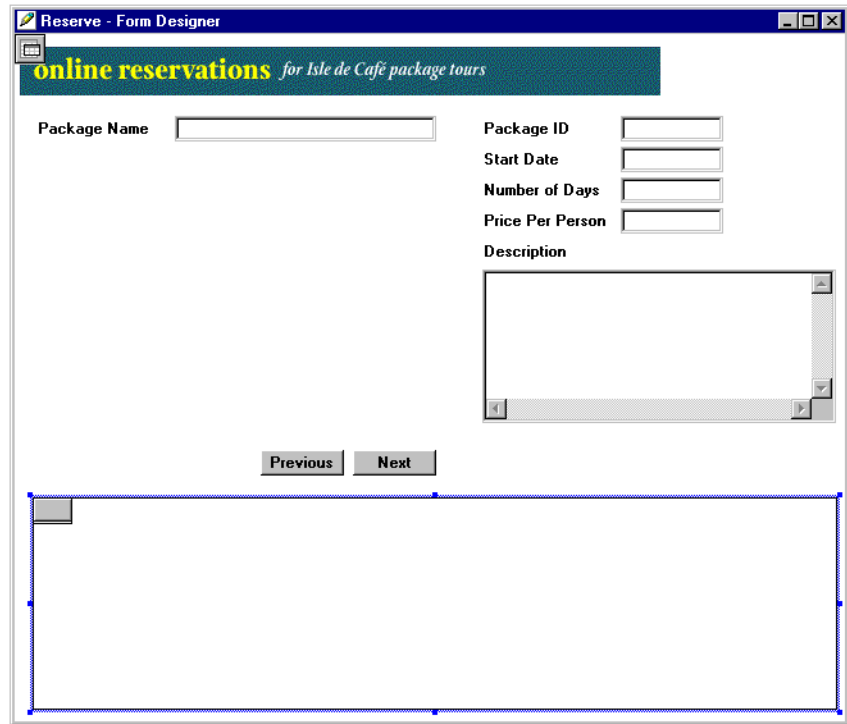 Reserve - Form Designer
online reservations for Isle de Café package tours
Package Name
Package ID
Start Date
Number of Days
Price Per Person
Description
Previous Next